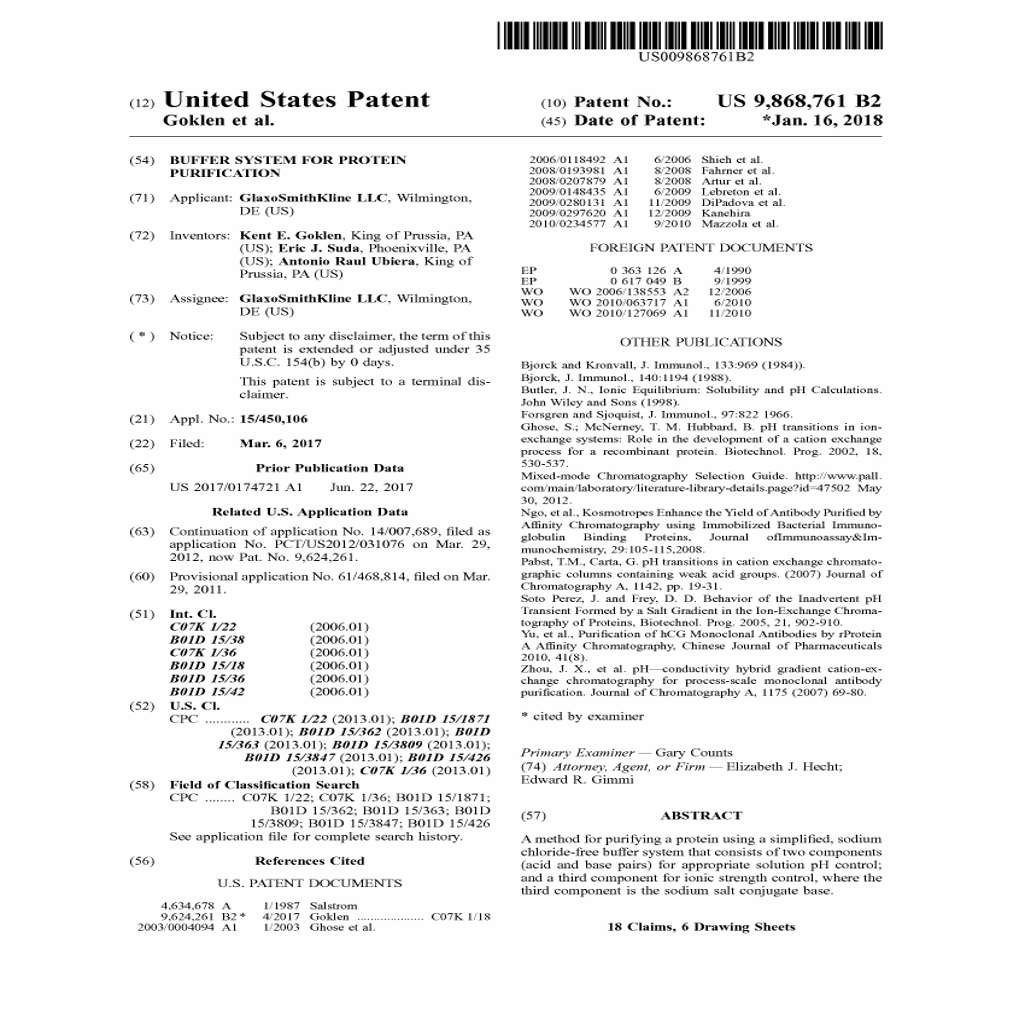 US009868761B2
(12) United States Patent
Goklen et al.
(10) Patent No.: US 9,868,761 B2
(45) Date of Patent: *Jan. 16, 2018
(54) BUFFER SYSTEM FOR PROTEIN
PURIFICATION
(71) Applicant: GlaxoSmithKline LLC, Wilmington,
DE (US)
(72) Inventors: Kent E. Goklen, King of Prussia, PA
(US); Eric J. Suda, Phoenixville, PA
(US); Antonio Raul Ubiera, King of
Prussia, PA (US)
(73) Assignee: GlaxoSmithKline LLC, Wilmington,
DE (US)
( * ) Notice: Subject to any disclaimer, the term of this
patent is extended or adjusted under 35
U.S.C. 154(b) by 0 days.
This patent is subject to a terminal dis-
claimer.
(21) Appl. No.: 15/450,106
(22) Filed: Mar. 6, 2017
(65) Prior Publication Data
US 2017/0174721 A1 Jun. 22, 2017
Related U.S. Application Data
(63) Continuation of application No. 14/007,689, filed as
application No. PCT/US2012/031076 on Mar. 29,
2012, now Pat. No. 9,624,261.
(60) Provisional application No. 61/468,814, filed on Mar.
29, 2011.
(51) Int. Cl.
C07K 1/22 (2006.01)
B01D 15/38 (2006.01)
C07K 1/36 (2006.01)
B01D 15/18 (2006.01)
B01D 15/36 (2006.01)
B01D 15/42 (2006.01)
(52) U.S. Cl.
CPC ............ C07K 1/22 (2013.01); B01D 15/1871
(2013.01); B01D 15/362 (2013.01); B01D
15/363 (2013.01); B01D 15/3809 (2013.01);
B01D 15/3847 (2013.01); B01D 15/426
(2013.01); C07K 1/36 (2013.01)
(58) Field of Classification Search
CPC ........ C07K 1/22; C07K 1/36; B01D 15/1871;
B01D 15/362; B01D 15/363; B01D
15/3809; B01D 15/3847; B01D 15/426
See application file for complete search history.
(56) References Cited
U.S. PATENT DOCUMENTS
4,634,678 A 1/1987 Salstrom
9,624,261 B2 * 4/2017 Goklen .................... C07K 1/18
2003/0004094 A1 1/2003 Ghose et al.
2006/0118492 A1 6/2006 Shieh et al.
2008/0193981 A1 8/2008 Fahrner et al.
2008/0207879 A1 8/2008 Artur et al.
2009/0148435 A1 6/2009 Lebreton et al.
2009/0280131 A1 11/2009 DiPadova et al.
2009/0297620 A1 12/2009 Kanehira
2010/0234577 A1 9/2010 Mazzola et al.
FOREIGN PATENT DOCUMENTS
EP 0 363 126 A 4/1990
EP 0 617 049 B 9/1999
WO WO 2006/138553 A2 12/2006
WO WO 2010/063717 A1 6/2010
WO WO 2010/127069 A1 11/2010
OTHER PUBLICATIONS
Bjorck and Kronvall, J. Immunol., 133:969 (1984)).
Bjorck, J. Immunol., 140:1194 (1988).
Butler, J. N., Ionic Equilibrium: Solubility and pH Calculations.
John Wiley and Sons (1998).
Forsgren and Sjoquist, J. Immunol., 97:822 1966.
Ghose, S.; McNerney, T. M. Hubbard, B. pH transitions in ion-
exchange systems: Role in the development of a cation exchange
process for a recombinant protein. Biotechnol. Prog. 2002, 18,
530-537.
Mixed-mode Chromatography Selection Guide. http://www.pall.
com/main/laboratory/literature-library-details.page?id=47502 May
30, 2012.
Ngo, et al., Kosmotropes Enhance the Yield of Antibody Purified by
Affinity Chromatography using Immobilized Bacterial Immuno-
globulin Binding Proteins, Journal ofImmunoassay&Im-
munochemistry, 29:105-115,2008.
Pabst, T.M., Carta, G. pH transitions in cation exchange chromato-
graphic columns containing weak acid groups. (2007) Journal of
Chromatography A, 1142, pp. 19-31.
Soto Perez, J. and Frey, D. D. Behavior of the Inadvertent pH
Transient Formed by a Salt Gradient in the Ion-Exchange Chroma-
tography of Proteins, Biotechnol. Prog. 2005, 21, 902-910.
Yu, et al., Purification of hCG Monoclonal Antibodies by rProtein
A Affinity Chromatography, Chinese Journal of Pharmaceuticals
2010, 41(8).
Zhou, J. X., et al. pH—conductivity hybrid gradient cation-ex-
change chromatography for process-scale monoclonal antibody
purification. Journal of Chromatography A, 1175 (2007) 69-80.
* cited by examiner
Primary Examiner — Gary Counts
(74) Attorney, Agent, or Firm — Elizabeth J. Hecht;
Edward R. Gimmi
(57) ABSTRACT
A method for purifying a protein using a simplified, sodium
chloride-free buffer system that consists of two components
(acid and base pairs) for appropriate solution pH control;
and a third component for ionic strength control, where the
third component is the sodium salt conjugate base.
18 Claims, 6 Drawing Sheets